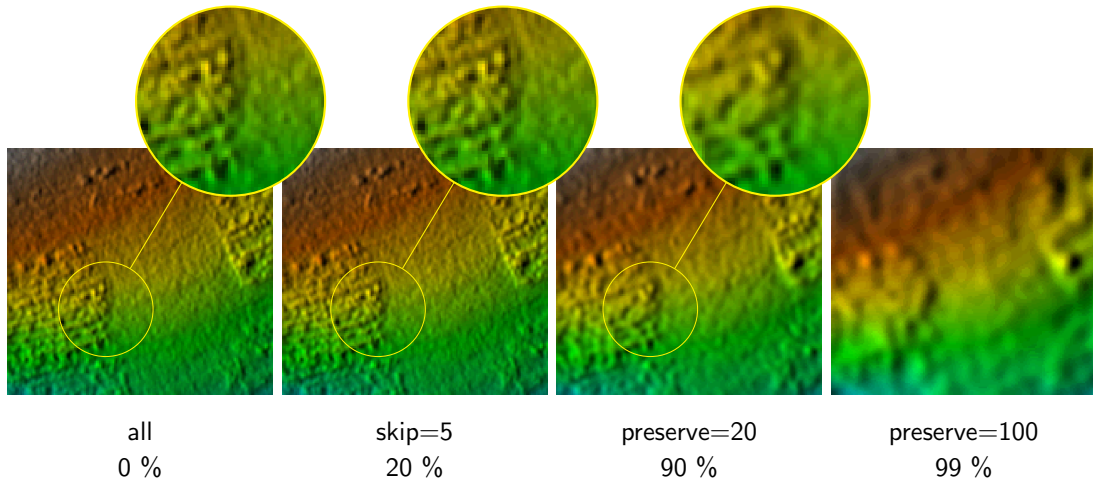 all
0 %
skip=5
20 %
preserve=20
90 %
preserve=100
99 %